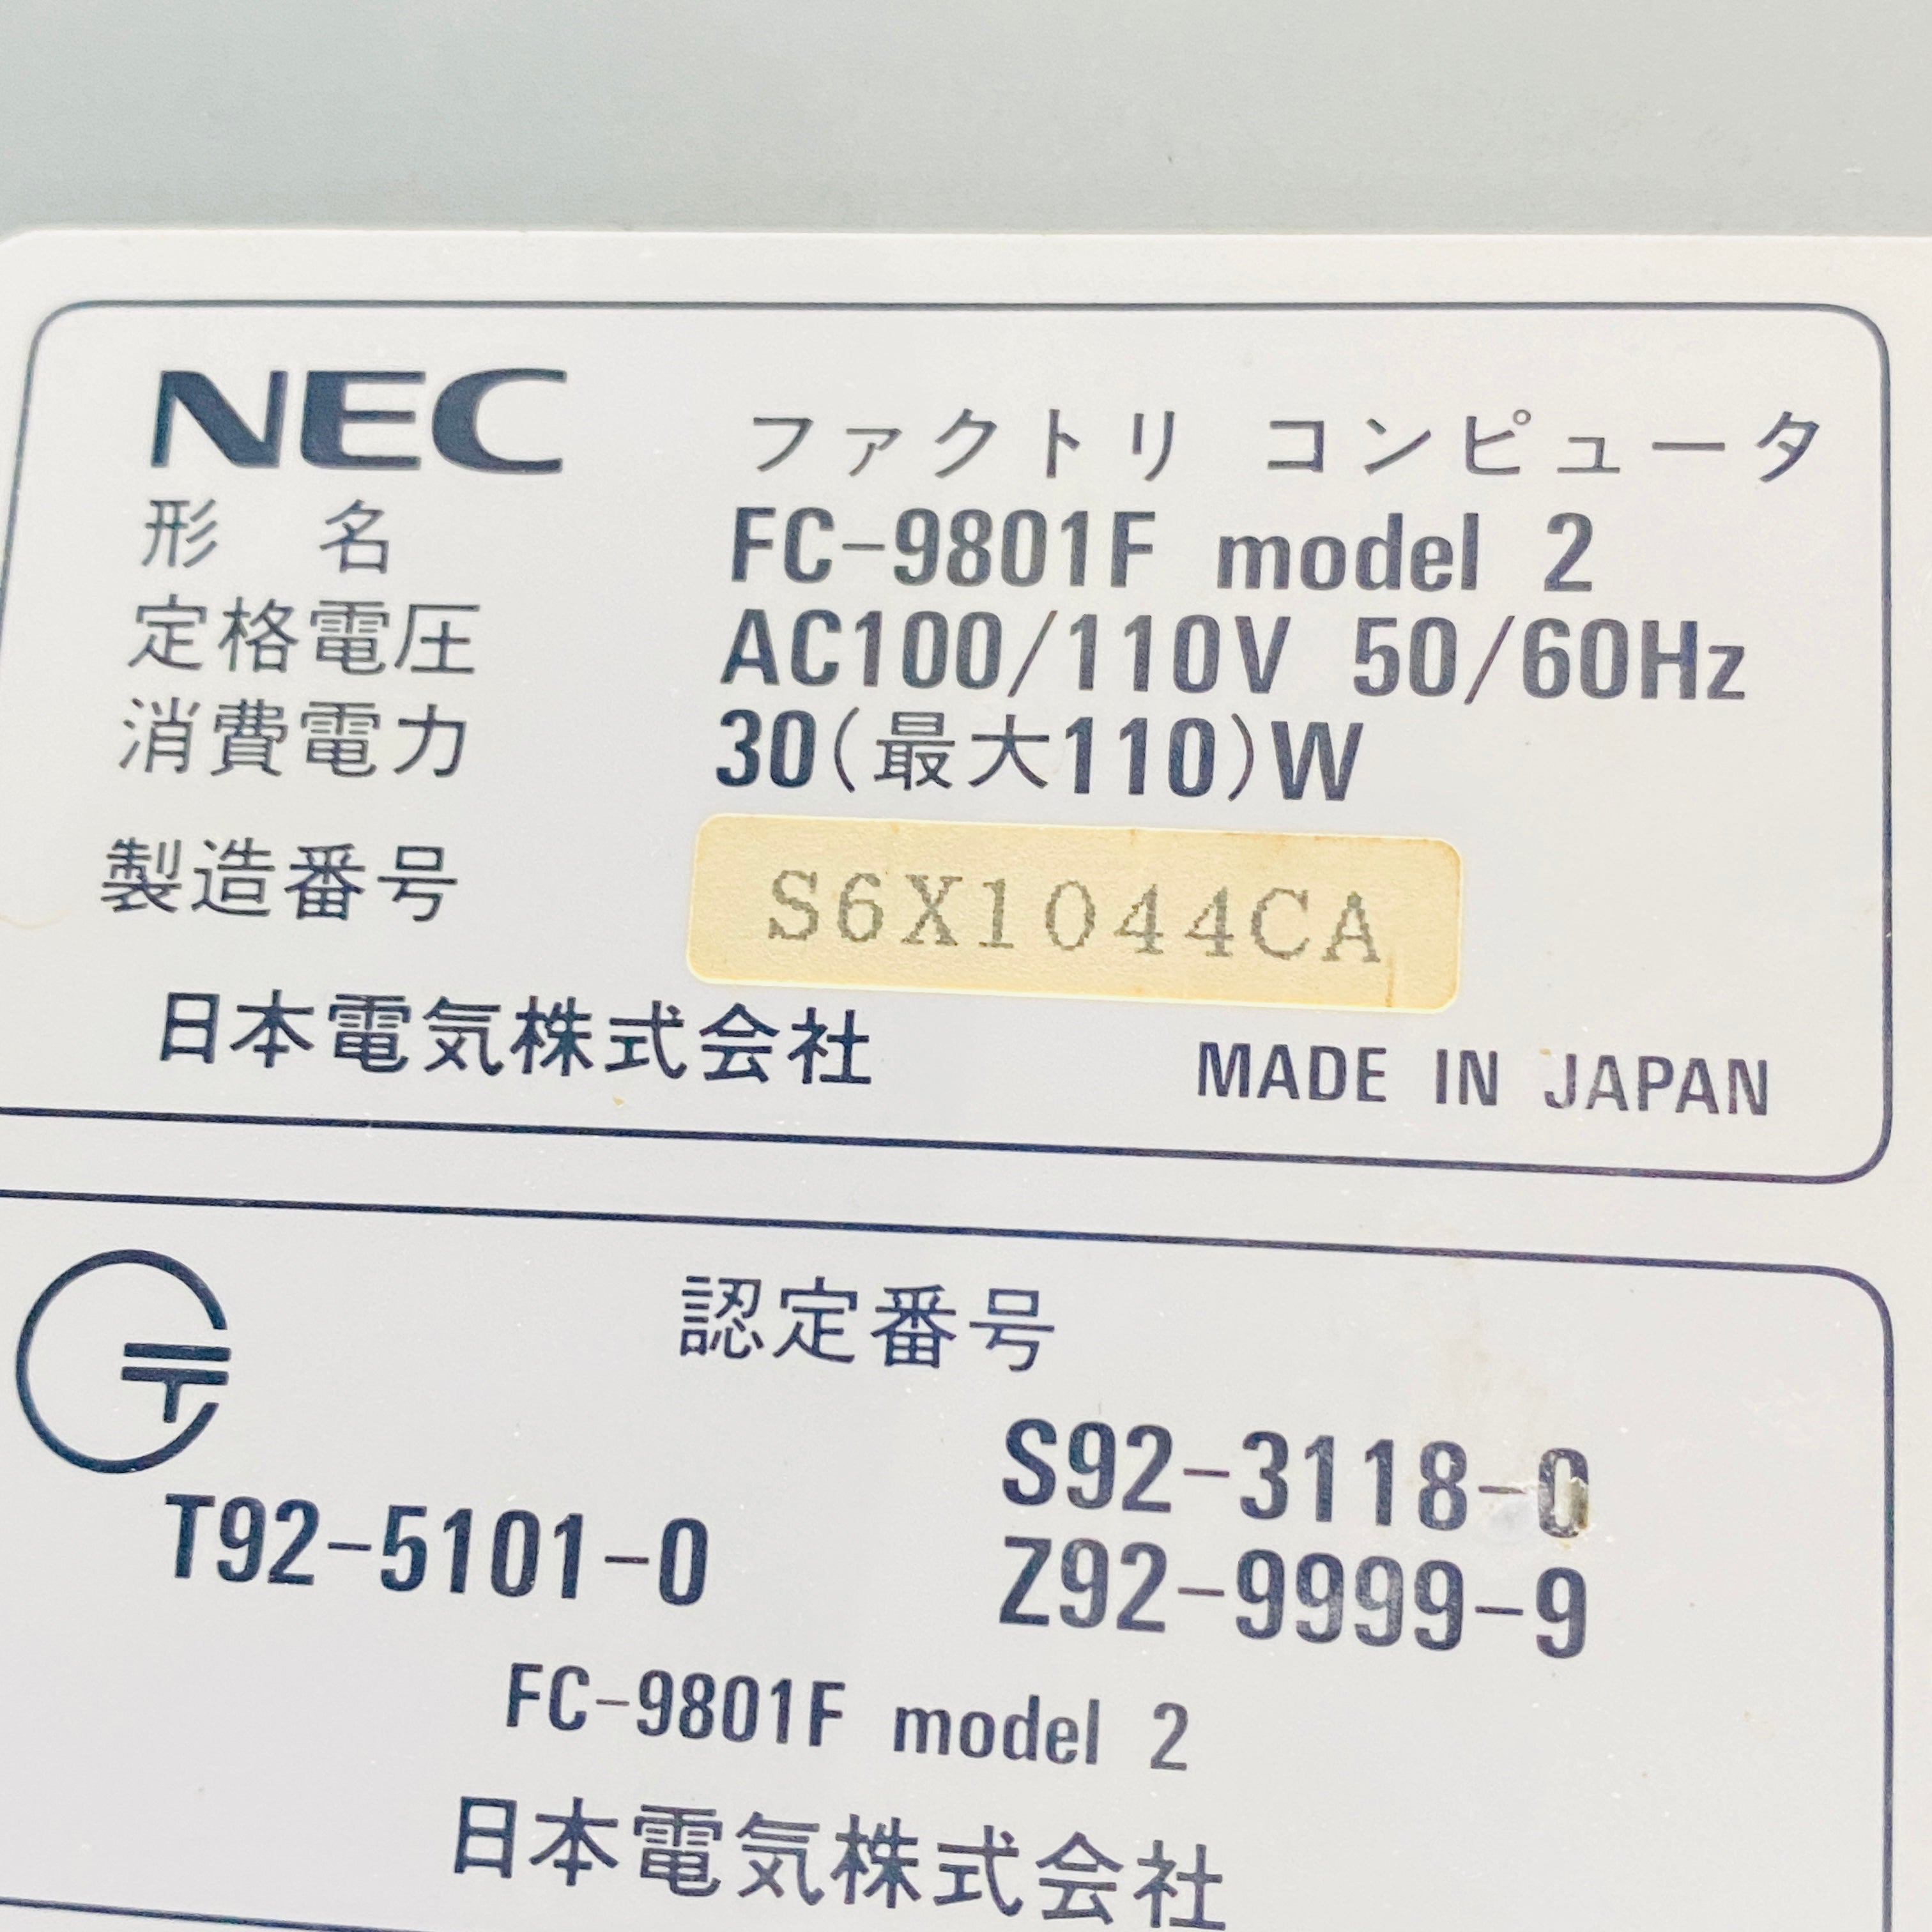 NEC ファクトリ コンピュータ
形 名 FC-9801F model 2
定格電圧 AC100/110V 50/60Hz
消費電力 30(最大110)W
製造番号 S6X1044CA
日本電気株式会社 MADE IN JAPAN
認定番号
S92-3118-0
T92-5101-0 Z92-9999-9
FC-9801F model 2
日本電気株式会社